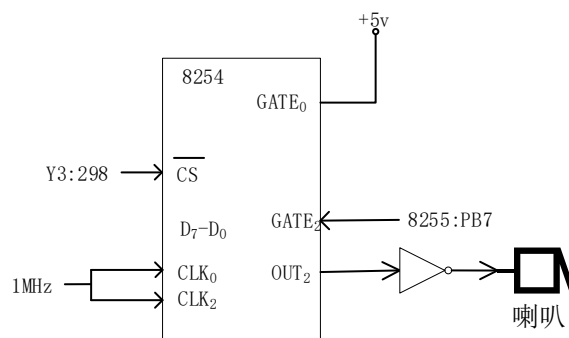 +5v
8254
GATE₀
Y3:298
CS
GATE₂
8255:PB7
D₇-D₀
CLK₀
OUT₂
1MHz
CLK₂
喇叭